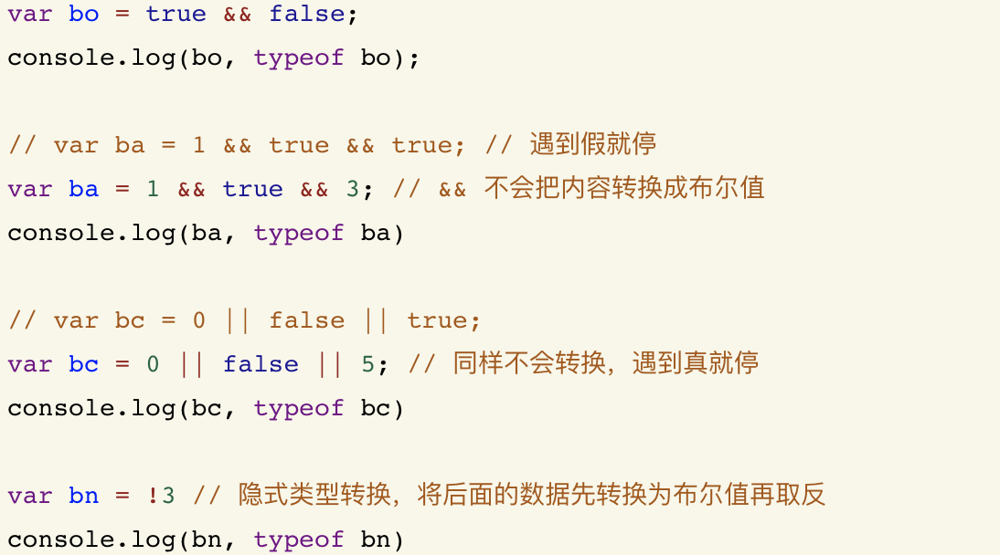 var bo = true && false;
console.log(bo, typeof bo);
// var ba = 1 && true && true; // 遇到假就停
var ba = 1 && true && 3; // && 不会把内容转换成布尔值
console.log(ba, typeof ba)
// var bc = 0 || false || true;
var bc = 0 || false || 5; // 同样不会转换，遇到真就停
console.log(bc, typeof bc)
var bn = !3 // 隐式类型转换，将后面的数据先转换为布尔值再取反
console.log(bn, typeof bn)